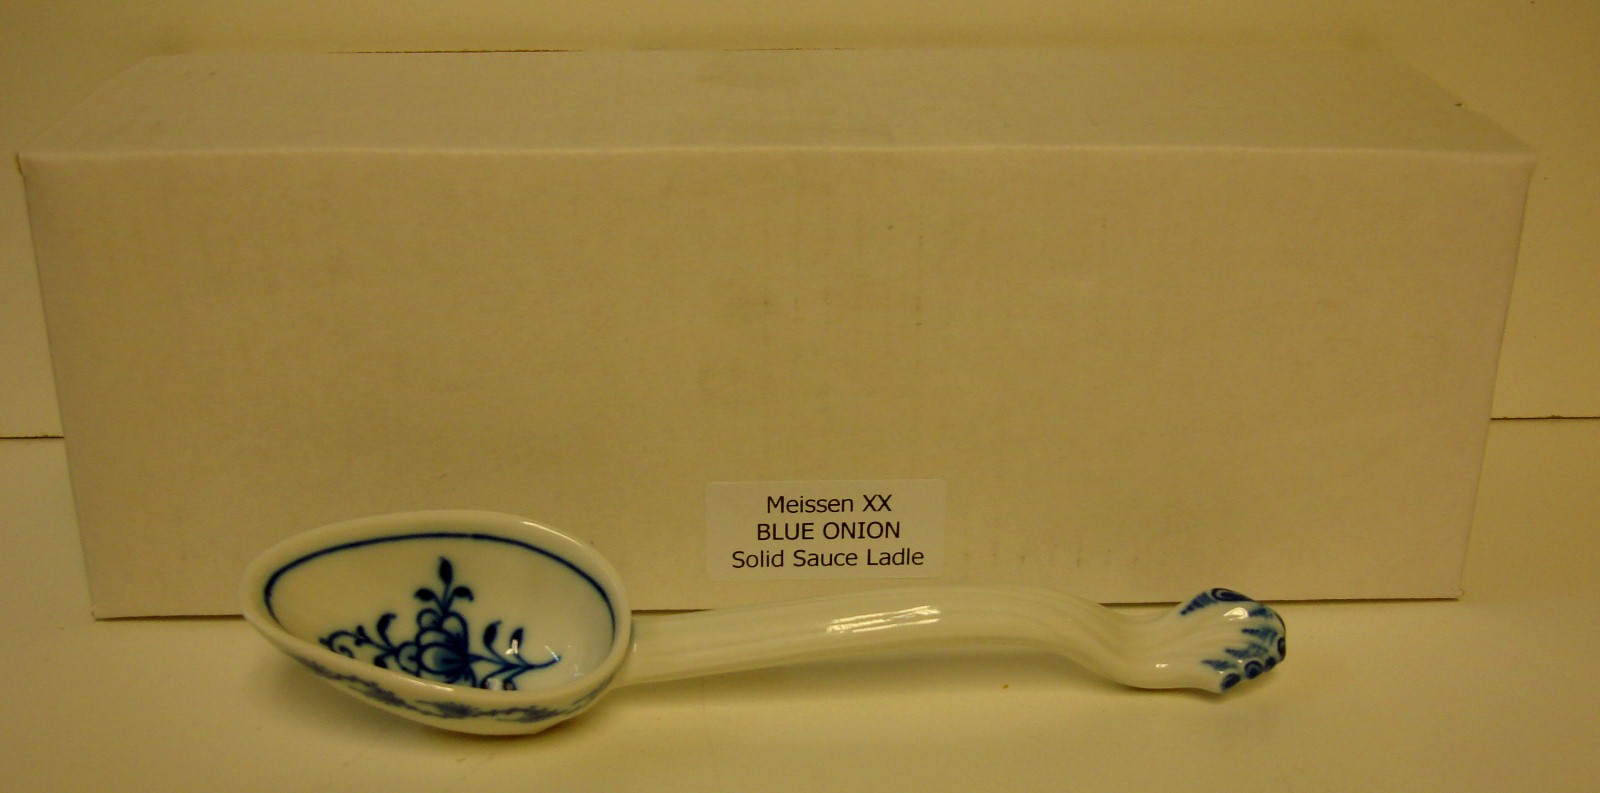 Meissen XX
BLUE ONION
Solid Sauce Ladle